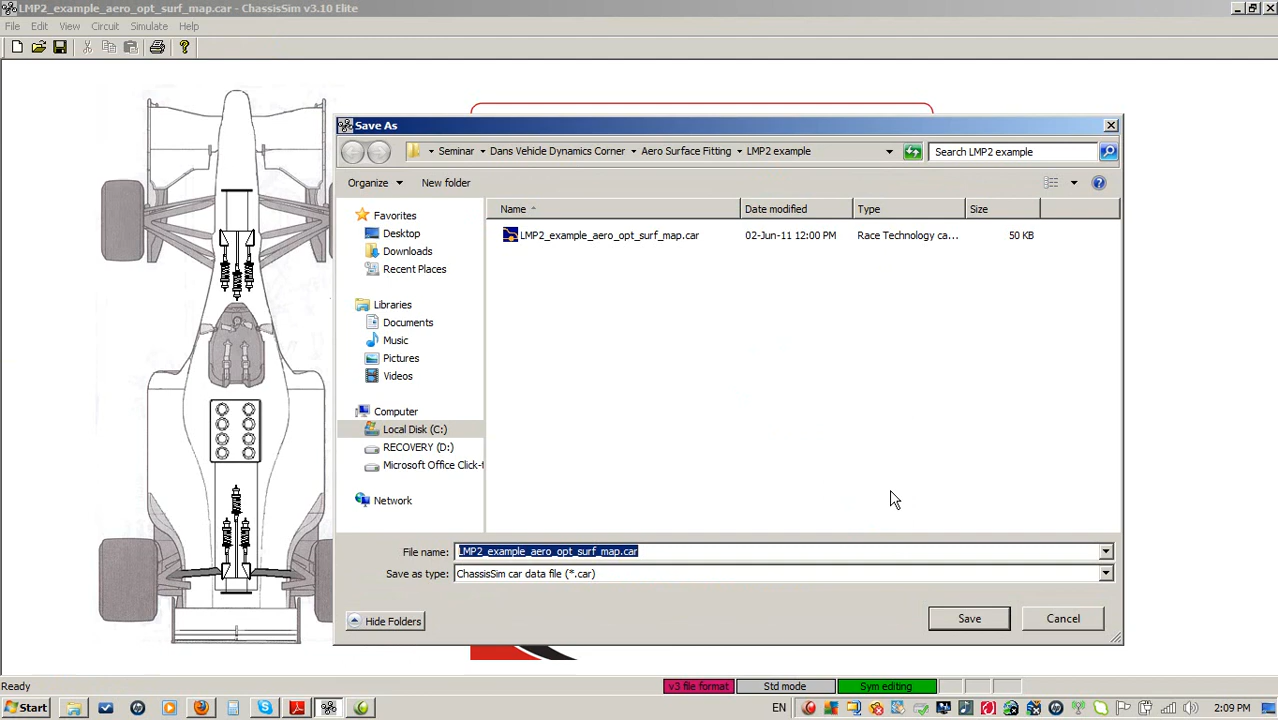 LMP2_example_aero_opt_surf_map.car - ChassisSim v3.10 Elite
File Edit View Circuit Simulate Help
Save As
Seminar Dans Vehicle Dynamics Corner Aero Surface Fitting LMP2 example Search LMP2 example
Organize New folder
Favorites
Desktop
Downloads
Recent Places
Libraries
Documents
Music
Pictures
Videos
Computer
Local Disk (C:)
RECOVERY (D:)
Microsoft Office Click-t
Network
Name Date modified Type Size
LMP2_example_aero_opt_surf_map.car 02-Jun-11 12:00 PM Race Technology ca... 50 KB
File name: LMP2_example_aero_opt_surf_map.car
Save as type: ChassisSim car data file (*.car)
Hide Folders Save Cancel
Ready v3 file format Std mode Sym editing
Start EN 2:09 PM